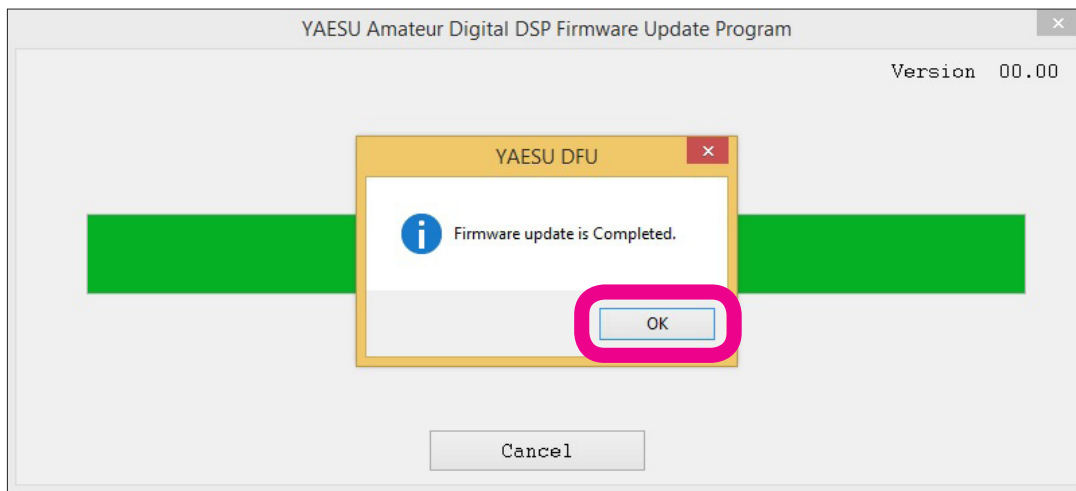 YAESU Amateur Digital DSP Firmware Update Program
Version 00.00
YAESU DFU
Firmware update is Completed.
OK
Cancel